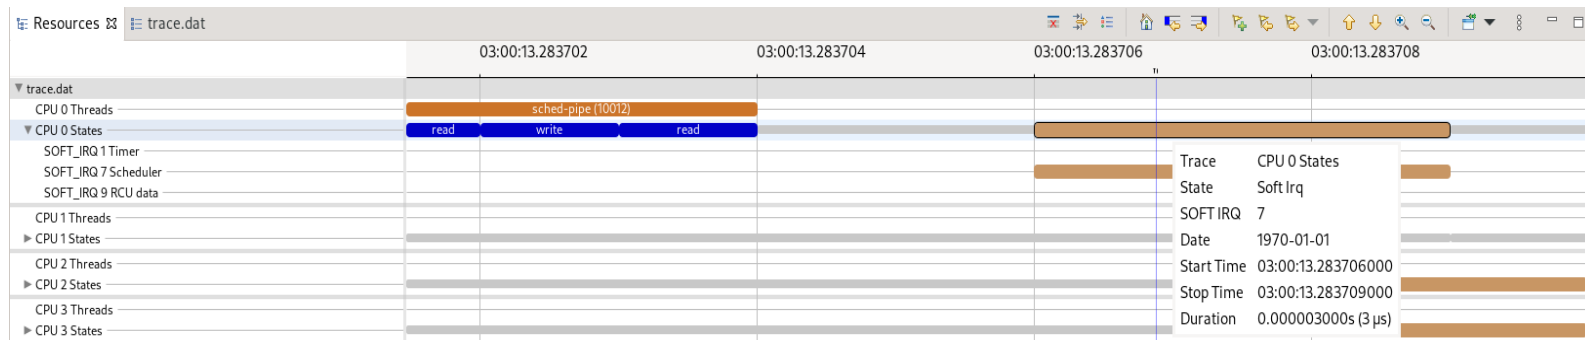 Resources trace.dat
03:00:13.283702 03:00:13.283704 03:00:13.283706 03:00:13.283708
trace.dat
CPU 0 Threads sched-pipe (10012)
CPU 0 States read write read
SOFT_IRQ 1 Timer
SOFT_IRQ 7 Scheduler
SOFT_IRQ 9 RCU data
CPU 1 Threads
CPU 1 States
CPU 2 Threads
CPU 2 States
CPU 3 Threads
CPU 3 States
Trace CPU 0 States
State Soft Irq
SOFT IRQ 7
Date 1970-01-01
Start Time 03:00:13.283706000
Stop Time 03:00:13.283709000
Duration 0.000003000s (3 µs)